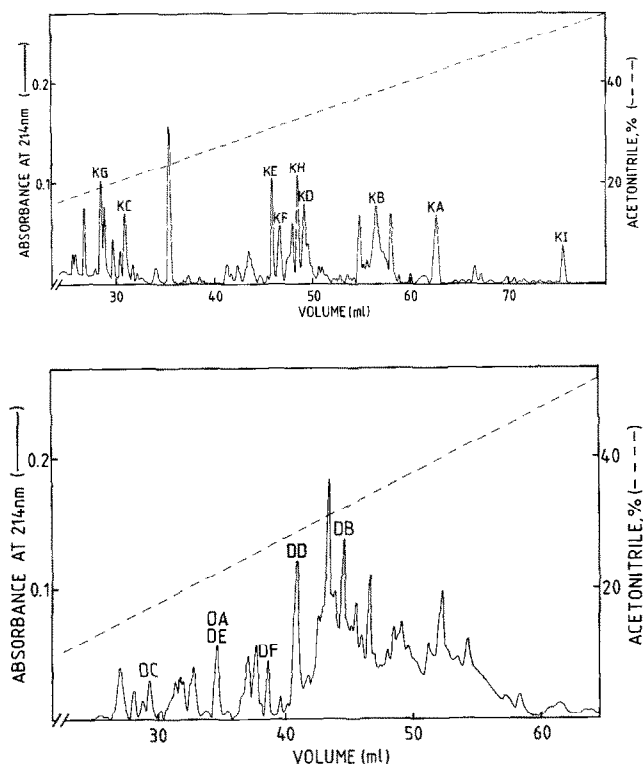 ABSORBANCE AT 214nm (——)
0.2
0.1
KG
KC
KE
KF
KH
KD
KB
KA
KI
40
20
ACETONITRILE,% (----)
30 40 50 60 70
VOLUME (ml)
ABSORBANCE AT 214nm (——)
0.2
0.1
DC
DA
DE
DF
DD
DB
40
20
ACETONITRILE,% (----)
30 40 50 60
VOLUME (ml)